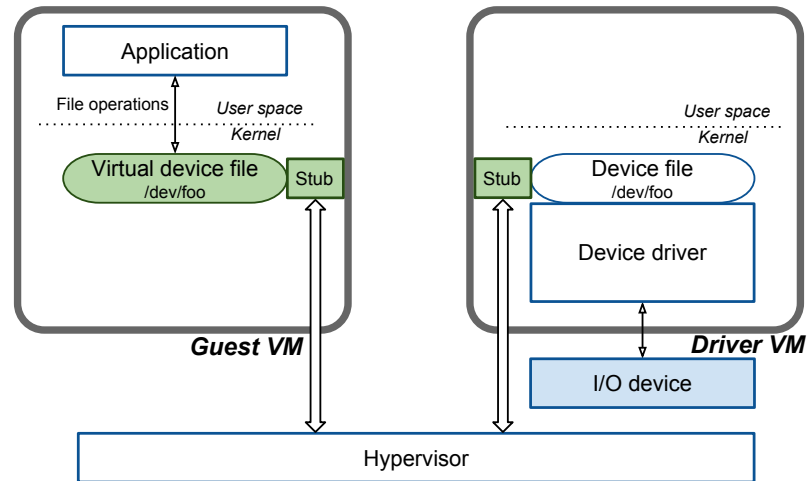 Application
File operations
User space
Kernel
Virtual device file
/dev/foo
Stub
Guest VM
User space
Kernel
Stub
Device file
/dev/foo
Device driver
Driver VM
I/O device
Hypervisor